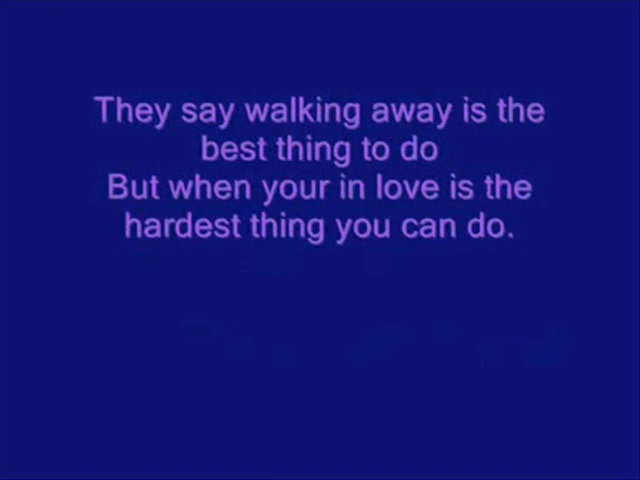 They say walking away is the
best thing to do
But when your in love is the
hardest thing you can do.